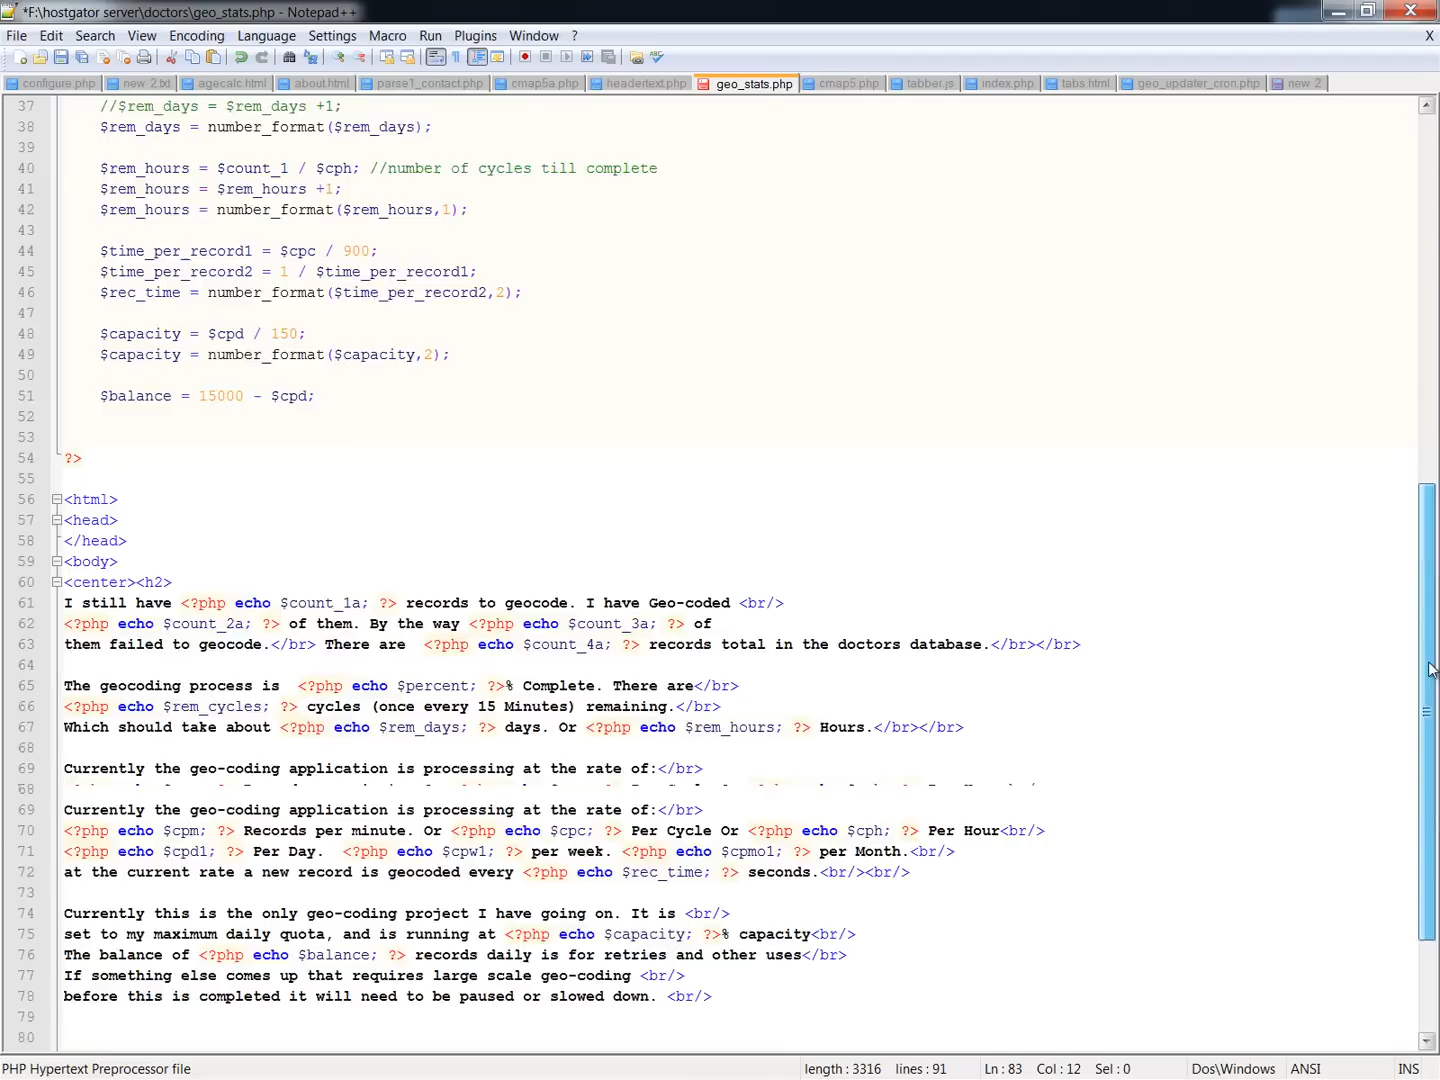 *F:\hostgator server\doctors\geo_stats.php - Notepad++
File Edit Search View Encoding Language Settings Macro Run Plugins Window ? X
configure.php new 2.txt agecalc.html about.html parse1_contact.php cmap5a.php headertext.php geo_stats.php cmap5.php tabber.js index.php tabs.html geo_updater_cron.php new 2
37 //$rem_days = $rem_days +1;
38 $rem_days = number_format($rem_days);
39
40 $rem_hours = $count_1 / $cph; //number of cycles till complete
41 $rem_hours = $rem_hours +1;
42 $rem_hours = number_format($rem_hours,1);
43
44 $time_per_record1 = $cpc / 900;
45 $time_per_record2 = 1 / $time_per_record1;
46 $rec_time = number_format($time_per_record2,2);
47
48 $capacity = $cpd / 150;
49 $capacity = number_format($capacity,2);
50
51 $balance = 15000 - $cpd;
52
53
54 ?>
55
56 <html>
57 <head>
58 </head>
59 <body>
60 <center><h2>
61 I still have <?php echo $count_1a; ?> records to geocode. I have Geo-coded <br/>
62 <?php echo $count_2a; ?> of them. By the way <?php echo $count_3a; ?> of
63 them failed to geocode.</br> There are  <?php echo $count_4a; ?> records total in the doctors database.</br></br>
64
65 The geocoding process is  <?php echo $percent; ?>% Complete. There are</br>
66 <?php echo $rem_cycles; ?> cycles (once every 15 Minutes) remaining.</br>
67 Which should take about <?php echo $rem_days; ?> days. Or <?php echo $rem_hours; ?> Hours.</br></br>
68
69 Currently the geo-coding application is processing at the rate of:</br>
68
69 Currently the geo-coding application is processing at the rate of:</br>
70 <?php echo $cpm; ?> Records per minute. Or <?php echo $cpc; ?> Per Cycle Or <?php echo $cph; ?> Per Hour<br/>
71 <?php echo $cpd1; ?> Per Day.  <?php echo $cpw1; ?> per week. <?php echo $cpmo1; ?> per Month.<br/>
72 at the current rate a new record is geocoded every <?php echo $rec_time; ?> seconds.<br/><br/>
73
74 Currently this is the only geo-coding project I have going on. It is <br/>
75 set to my maximum daily quota, and is running at <?php echo $capacity; ?>% capacity<br/>
76 The balance of <?php echo $balance; ?> records daily is for retries and other uses</br>
77 If something else comes up that requires large scale geo-coding <br/>
78 before this is completed it will need to be paused or slowed down. <br/>
79
80
PHP Hypertext Preprocessor file length : 3316 lines : 91 Ln : 83 Col : 12 Sel : 0 Dos\Windows ANSI INS